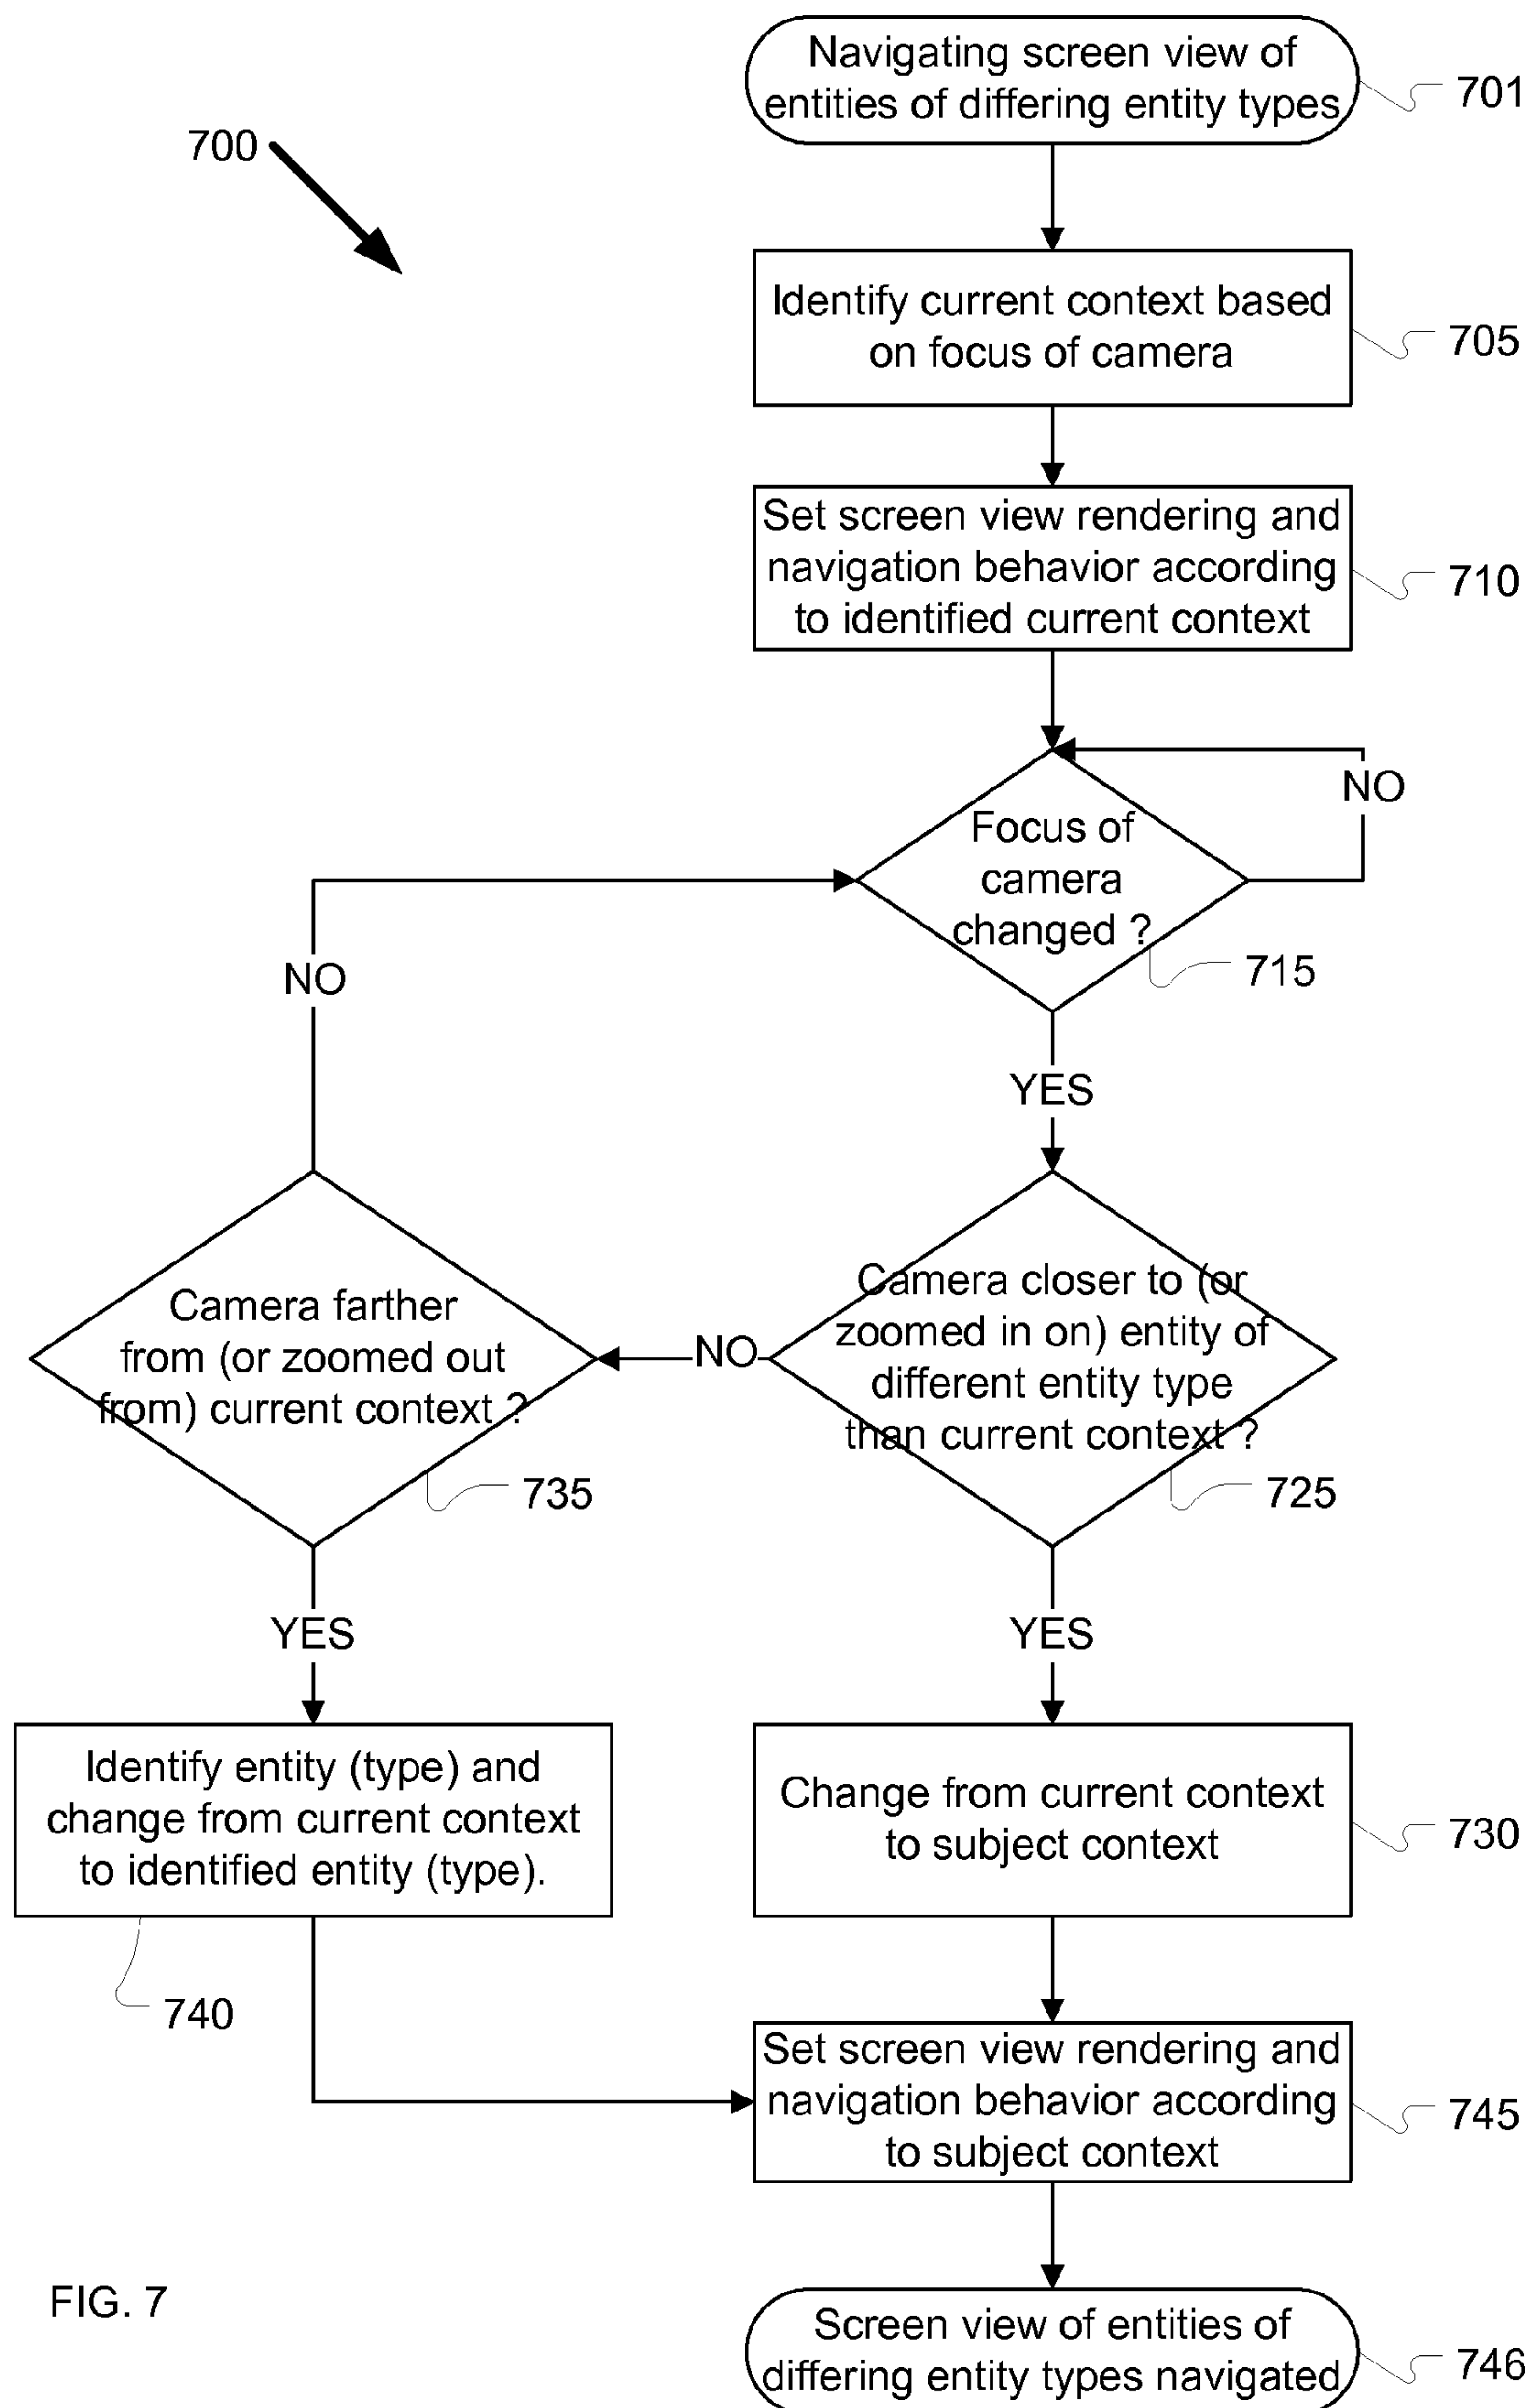 Navigating screen view of
entities of differing entity types
701
700
Identify current context based
on focus of camera
705
Set screen view rendering and
navigation behavior according
to identified current context
710
NO
Focus of
camera
changed ?
715
NO
YES
Camera closer to (or
zoomed in on) entity of
different entity type
than current context ?
725
NO
Camera farther
from (or zoomed out
from) current context ?
735
YES
YES
Identify entity (type) and
change from current context
to identified entity (type).
740
Change from current context
to subject context
730
Set screen view rendering and
navigation behavior according
to subject context
745
FIG. 7
Screen view of entities of
differing entity types navigated
746